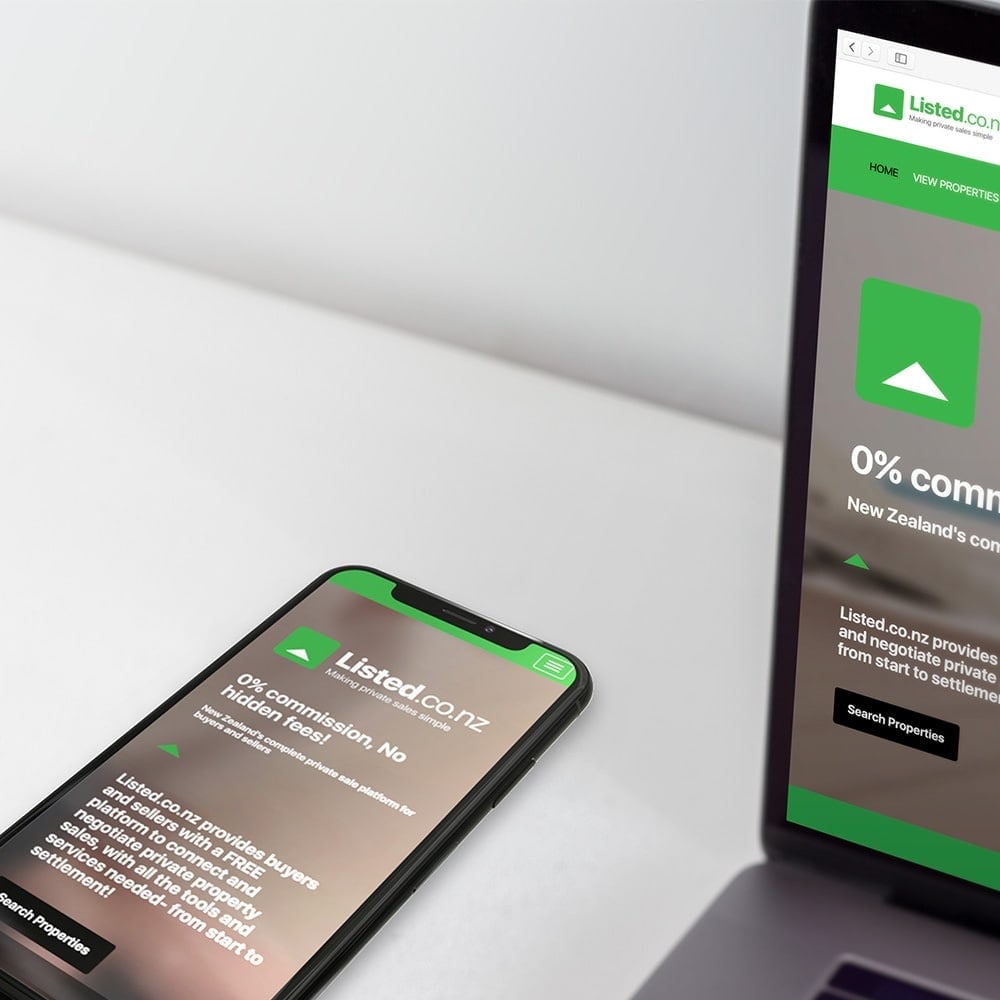 Listed.co.nz
Making private sales simple
0% commission, No
hidden fees!
New Zealand's complete private sale platform for
buyers and sellers
Listed.co.nz provides buyers
and sellers with a FREE
platform to connect and
negotiate private property
sales, with all the tools and
services needed- from start to
settlement!
Search Properties
Listed.co.n
Making private sales simple
HOME VIEW PROPERTIES
0% comm
New Zealand's com
Listed.co.nz provides
and negotiate private
from start to settlemen
Search Properties